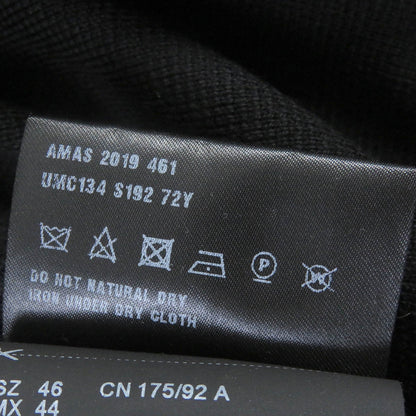 AMAS 2019 461
UMC134 S192 72Y
P
W
DO NOT NATURAL DRY
IRON UNDER DRY CLOTH
SZ 46 CN 175/92 A
MX 44